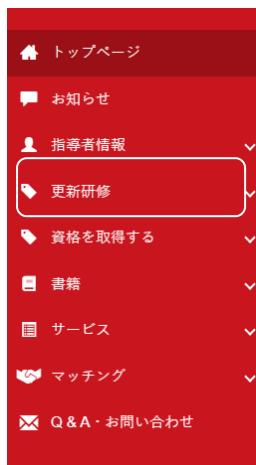 トップページ
お知らせ
指導者情報
更新研修
資格を取得する
書籍
サービス
マッチング
Q&A・お問い合わせ